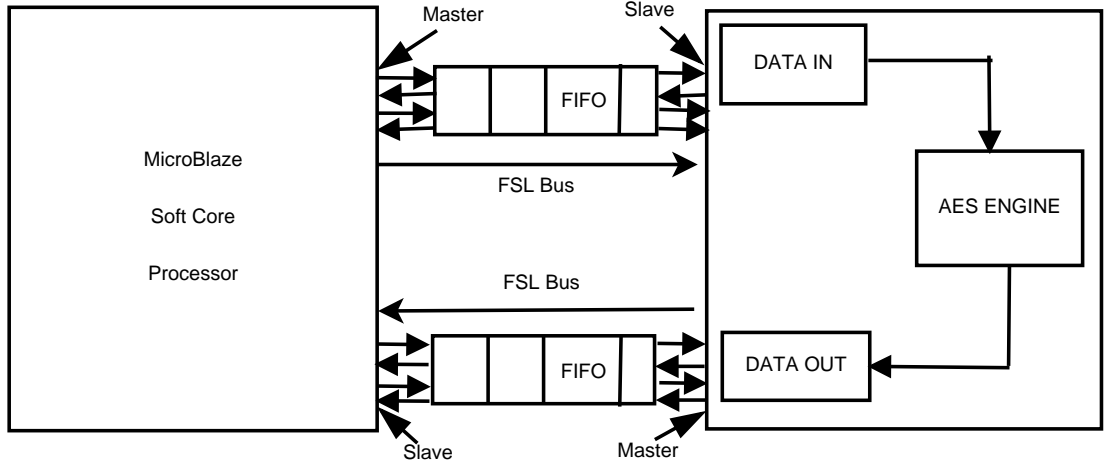 Master
Slave
DATA IN
FIFO
MicroBlaze
Soft Core
Processor
FSL Bus
AES ENGINE
FSL Bus
FIFO
DATA OUT
Slave
Master